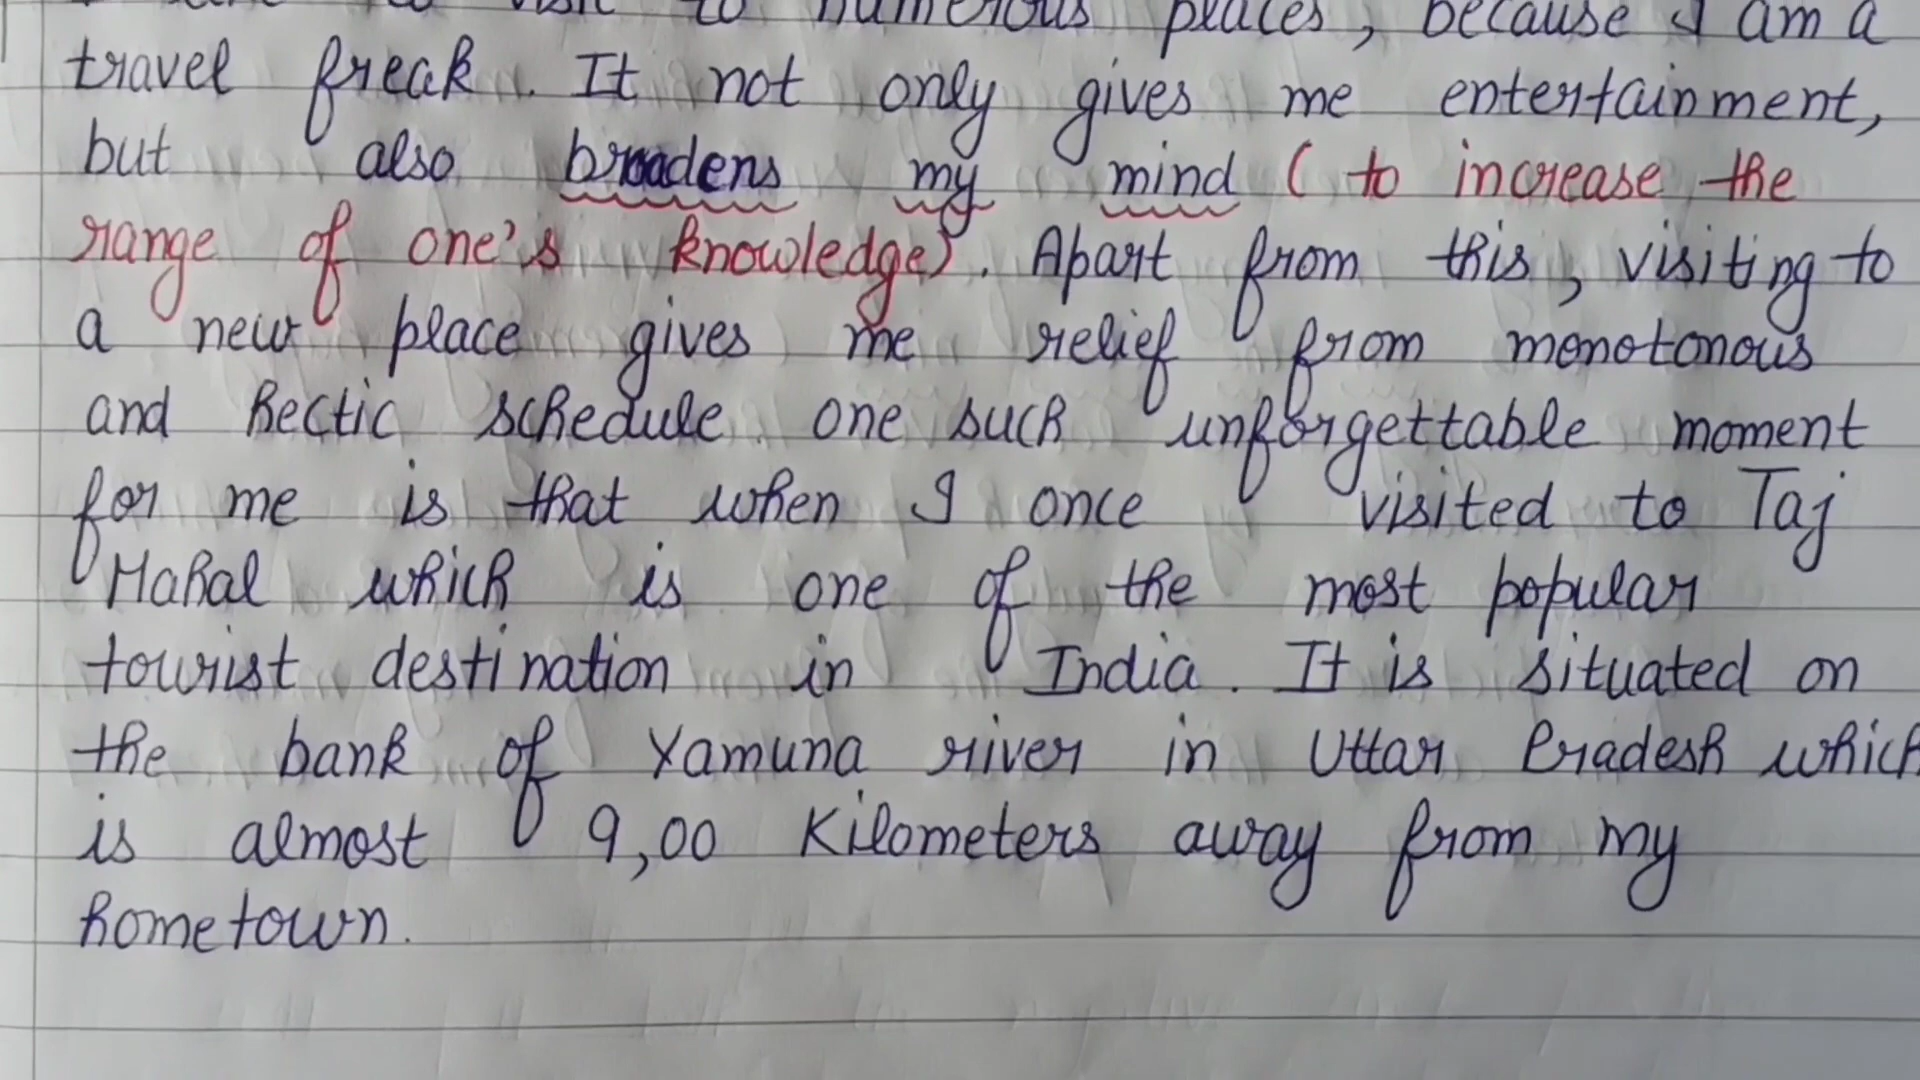 visit to numerous places, because I am a
travel freak. It not only gives me entertainment,
but also broadens my mind ( to increase the
range of one's knowledge). Apart from this, visiting to
a new place gives me relief from monotonous
and hectic schedule. one such unforgettable moment
for me is that when I once visited to Taj
Mahal which is one of the most popular
tourist destination in India. It is situated on
the bank of Yamuna river in Uttar Pradesh which
is almost 9,00 Kilometers away from my
hometown.